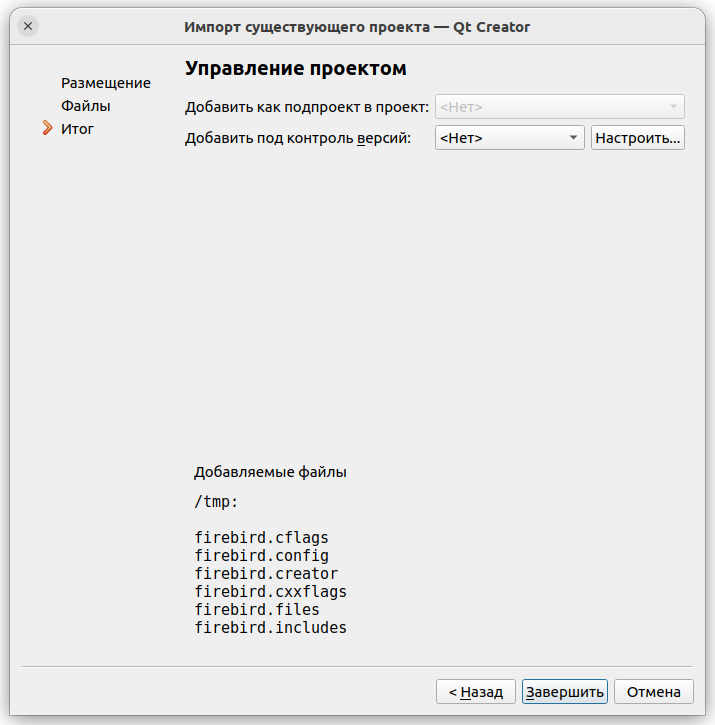 Импорт существующего проекта — Qt Creator
Размещение
Файлы
Итог
Управление проектом
Добавить как подпроект в проект: <Нет>
Добавить под контроль версий: <Нет> Настроить...
Добавляемые файлы
/tmp:
firebird.cflags
firebird.config
firebird.creator
firebird.cxxflags
firebird.files
firebird.includes
< Назад Завершить Отмена